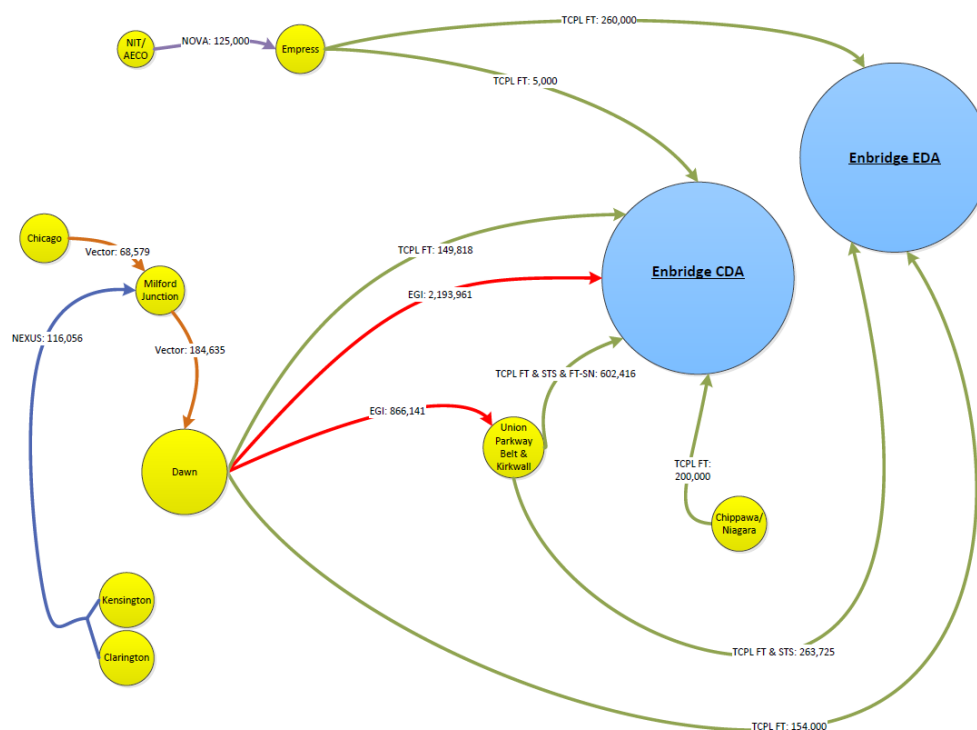 TCPL FT: 260,000
NIT/
AECO
NOVA: 125,000
Empress
TCPL FT: 5,000
Enbridge EDA
Chicago
Vector: 68,579
TCPL FT: 149,818
Enbridge CDA
Milford
Junction
EGI: 2,193,961
NEXUS: 116,056
Vector: 184,635
TCPL FT & STS & FT-SN: 602,416
EGI: 866,141
Union
Parkway
Belt &
Kirkwall
Dawn
TCPL FT:
200,000
Chippawa/
Niagara
Kensington
Clarington
TCPL FT & STS: 263,725
TCPL FT: 154,000